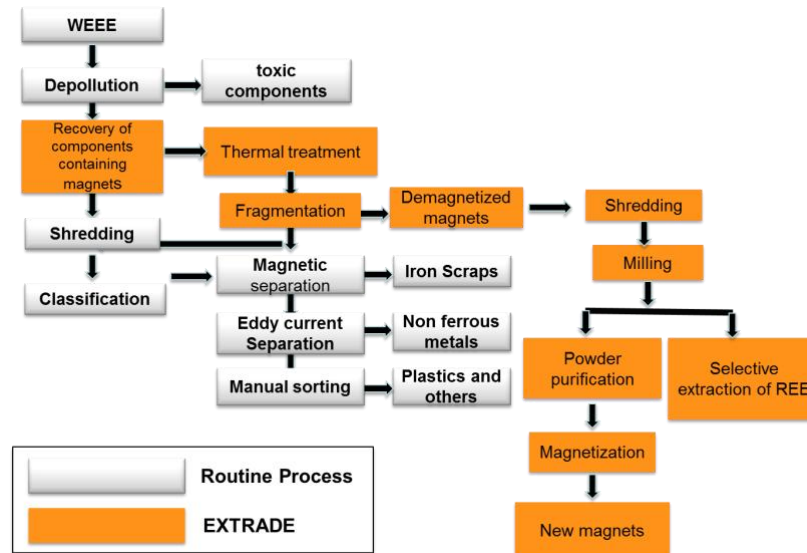 WEEE
Depollution
toxic
components
Recovery of
components
containing
magnets
Thermal treatment
Fragmentation
Demagnetized
magnets
Shredding
Shredding
Milling
Classification
Magnetic
separation
Iron Scraps
Eddy current
Separation
Non ferrous
metals
Manual sorting
Plastics and
others
Powder
purification
Selective
extraction of REE
Magnetization
New magnets
Routine Process
EXTRADE